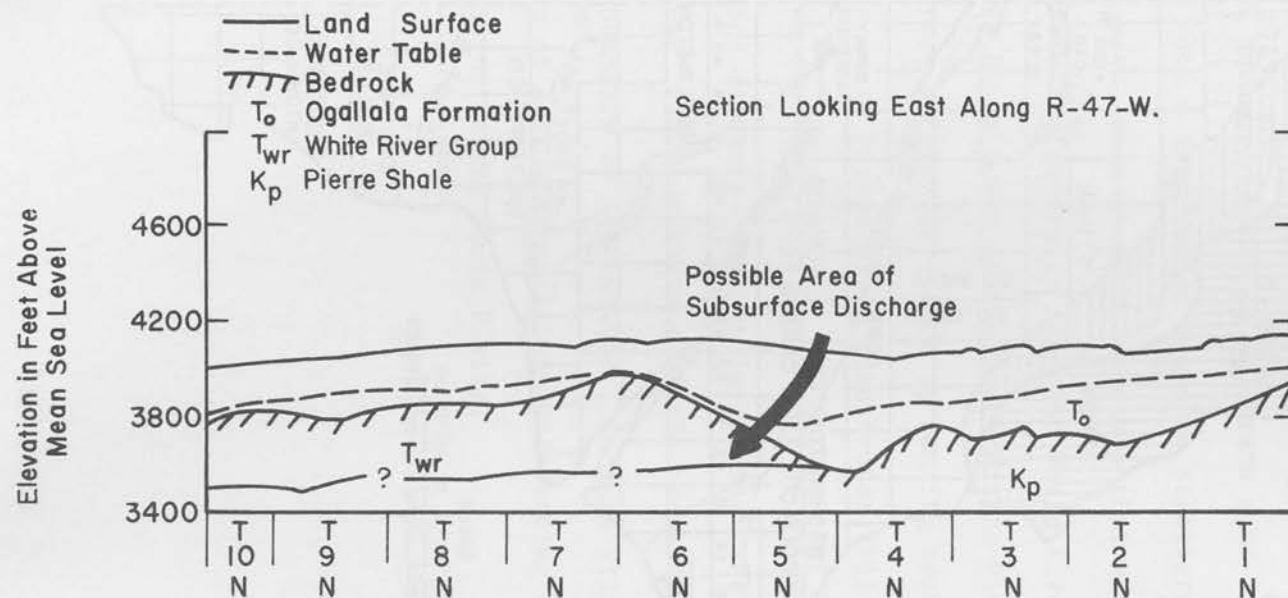 Land Surface
Water Table
Bedrock
To Ogallala Formation
Twr White River Group
Kp Pierre Shale
Section Looking East Along R-47-W.
Elevation in Feet Above
Mean Sea Level
4600
4200
3800
3400
Possible Area of
Subsurface Discharge
To
Twr
Kp
? ?
T T T T T T T T T T
10 9 8 7 6 5 4 3 2 1
N N N N N N N N N N